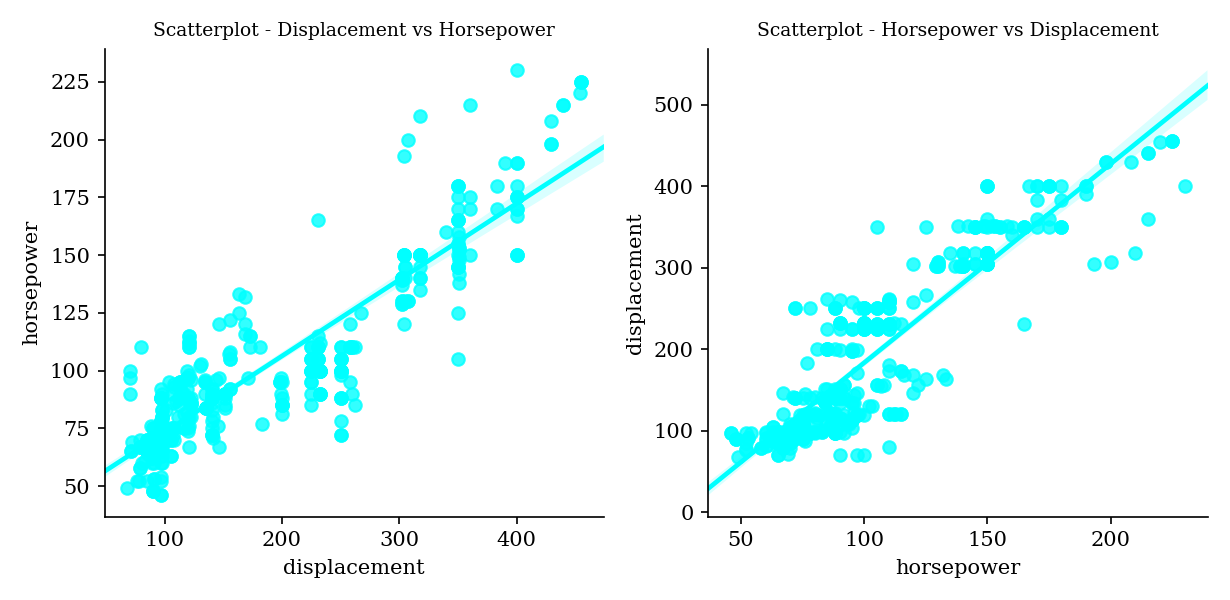 Scatterplot - Displacement vs Horsepower
225
200
175
150
125
100
75
50
horsepower
100 200 300 400
displacement
Scatterplot - Horsepower vs Displacement
500
400
300
200
100
0
displacement
50 100 150 200
horsepower